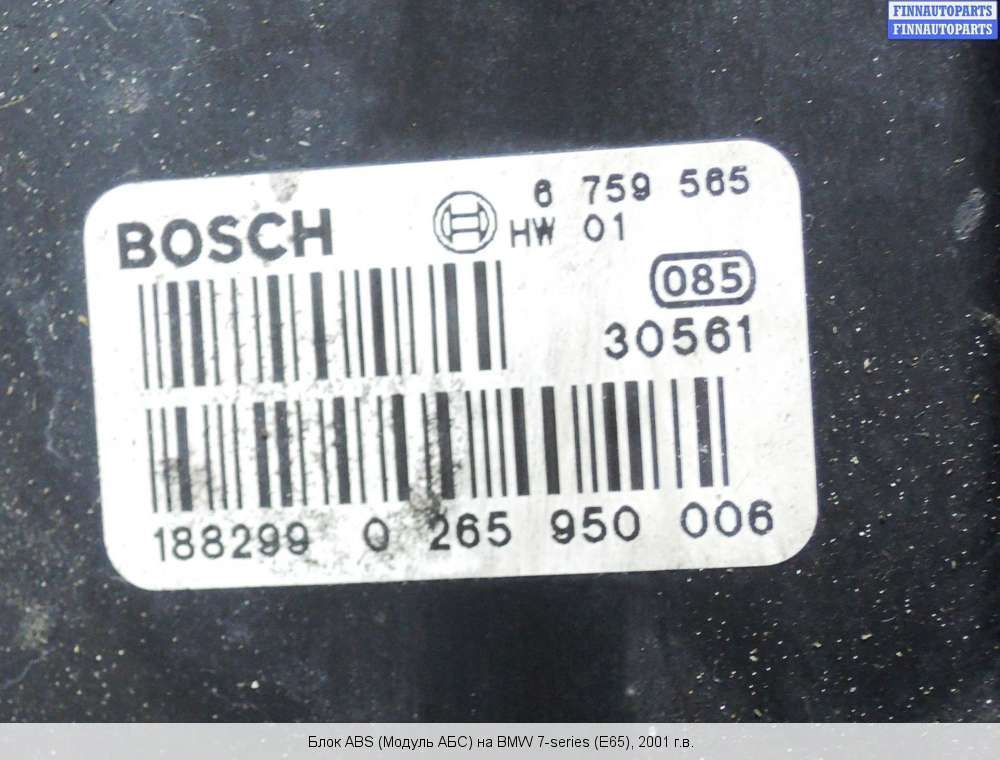 FINNAUTOPARTS
FINNAUTOPARTS
BOSCH
6 759 565
HW 01
085
30561
188299 0 265 950 006
Блок ABS (Модуль АБС) на BMW 7-series (E65), 2001 г.в.